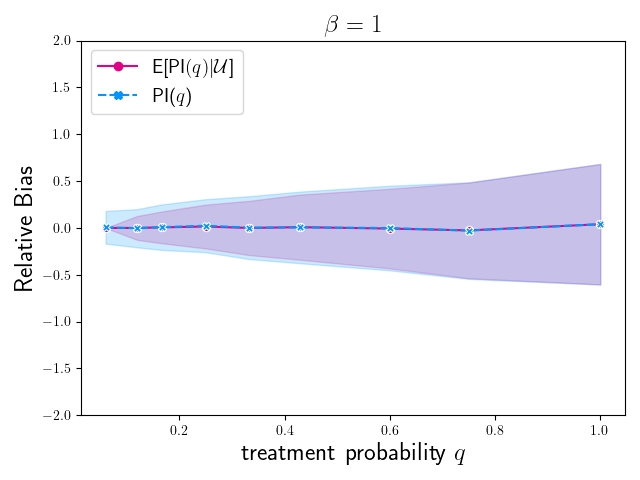 β = 1
E[PI(q)|𝒰]
PI(q)
Relative Bias
2.0
1.5
1.0
0.5
0.0
−0.5
−1.0
−1.5
−2.0
0.2
0.4
0.6
0.8
1.0
treatment probability q